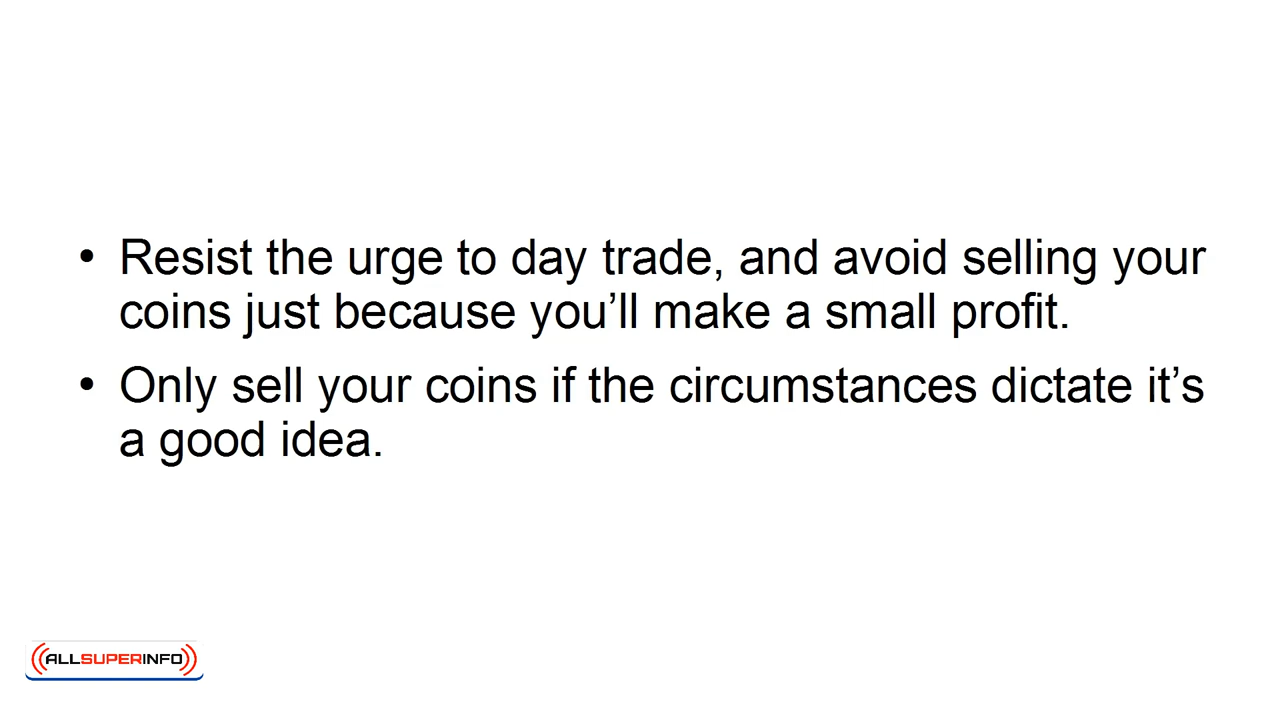 • Resist the urge to day trade, and avoid selling your
coins just because you’ll make a small profit.
• Only sell your coins if the circumstances dictate it’s
a good idea.
ALLSUPERINFO